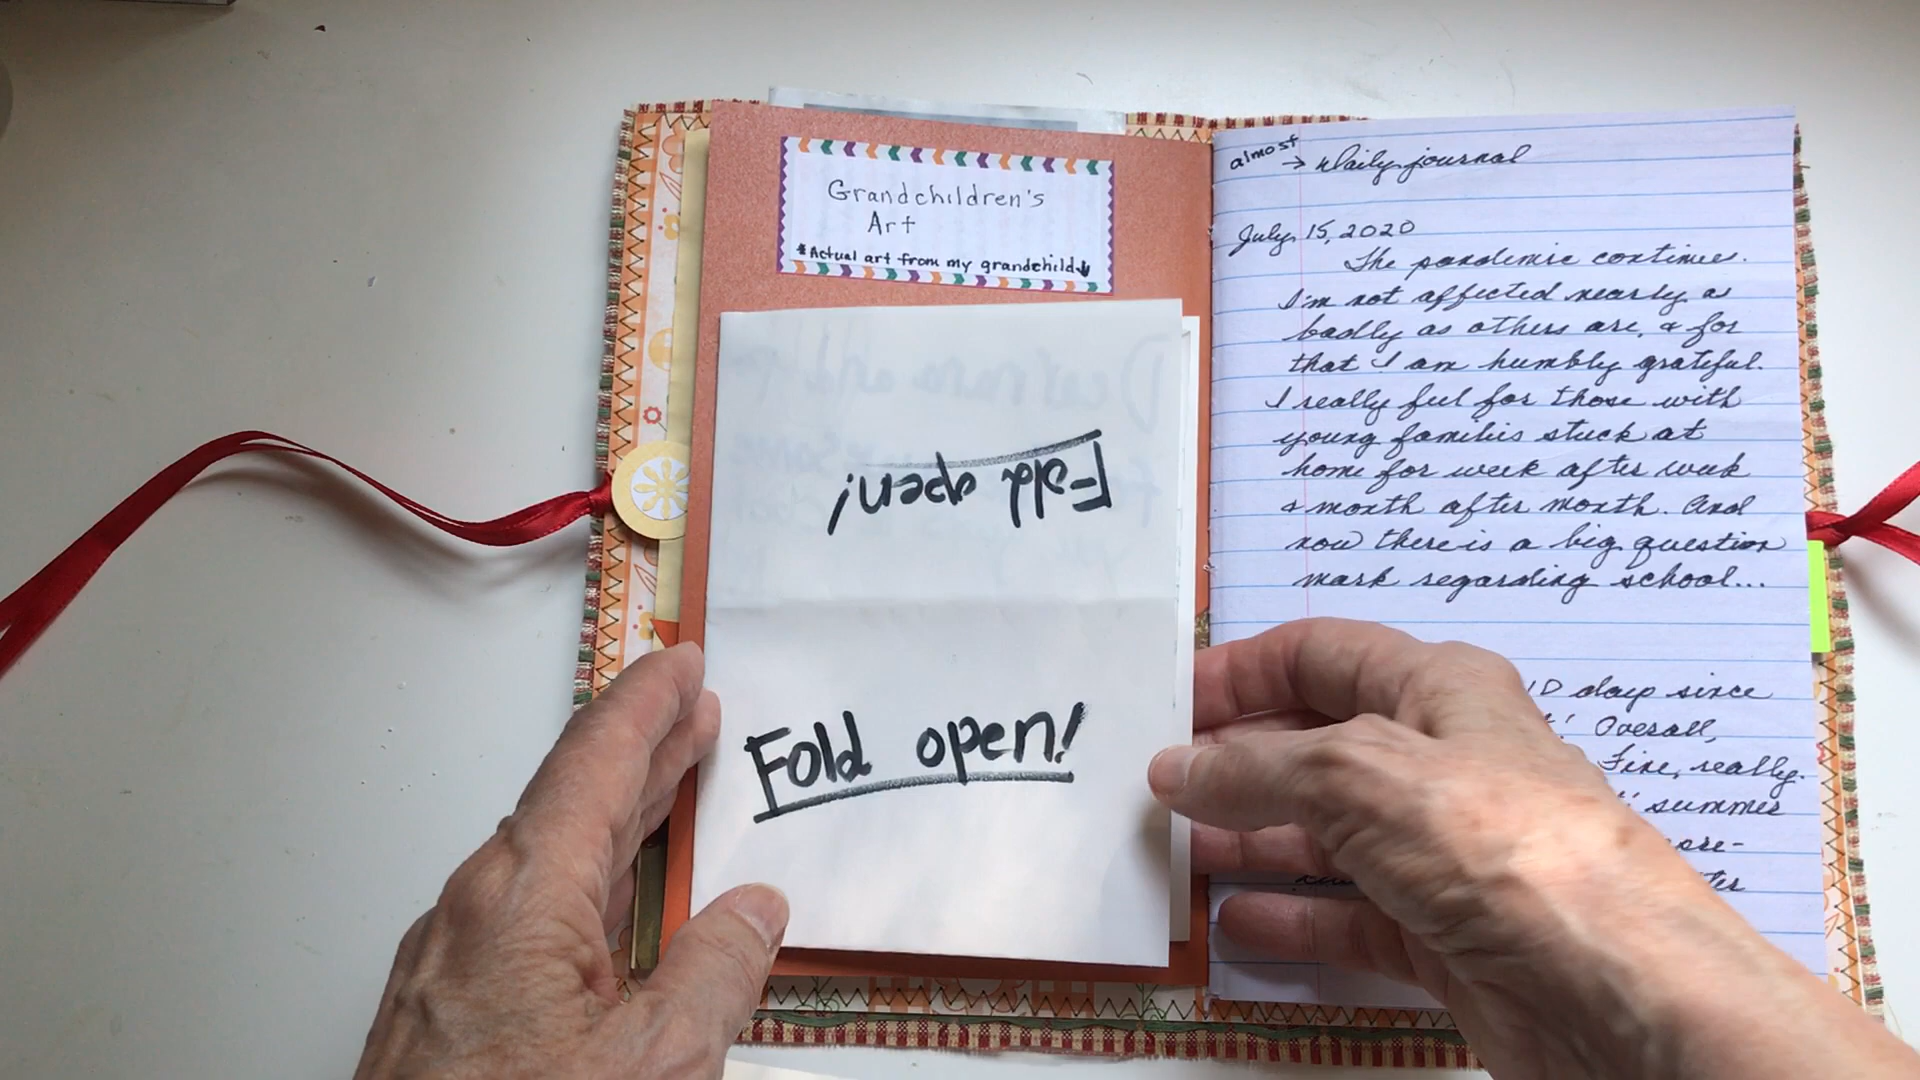 Grandchildren's
Art
*Actual art from my grandchild↓
Fold open!
Fold open!
almost
→ Daily journal
July 15, 2020
The pandemic continues.
I'm not affected nearly as
badly as others are, & for
that I am humbly grateful.
I really feel for those with
young families stuck at
home for week after week
& month after month. And
now there is a big question
mark regarding school...
days since
Overall,
Fine, really.
summer